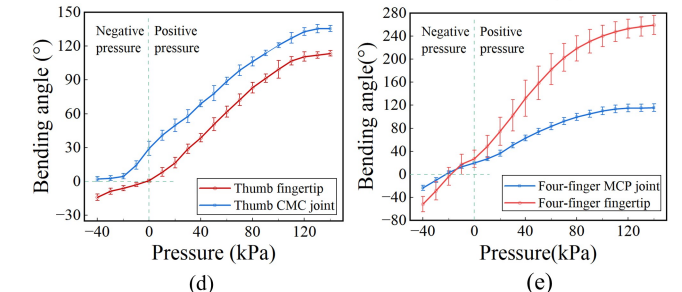 150
120
90
60
30
0
−30
Bending angle (°)
Negative Positive
pressure pressure
Thumb fingertip
Thumb CMC joint
−40 0 40 80 120
Pressure (kPa)
(d)
280
240
200
160
120
80
40
0
−40
−80
Bending angle(°)
Negative Positive
pressure pressure
Four-finger MCP joint
Four-finger fingertip
−40 0 40 80 120
Pressure(kPa)
(e)